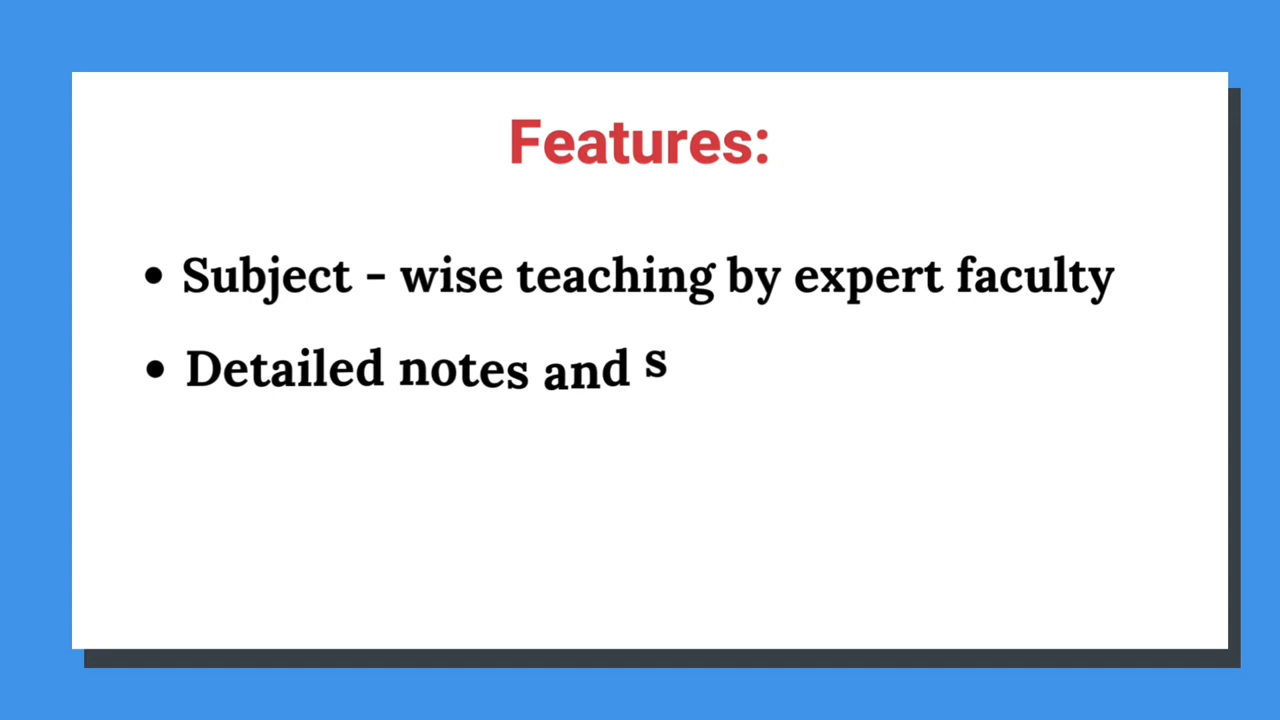 Features:
• Subject - wise teaching by expert faculty
• Detailed notes and s